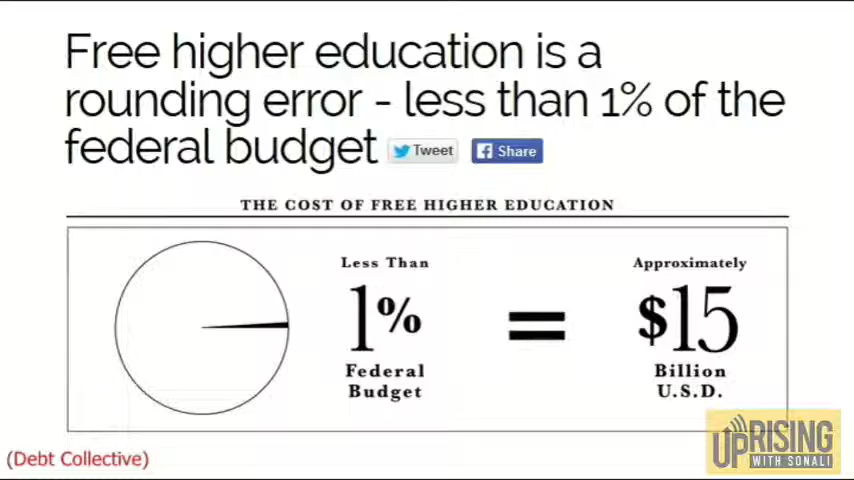 Free higher education is a
rounding error - less than 1% of the
federal budget Tweet Share
THE COST OF FREE HIGHER EDUCATION
Less Than
1%
Federal
Budget
=
Approximately
$15
Billion
U.S.D.
UPRISING
WITH SONALI
(Debt Collective)